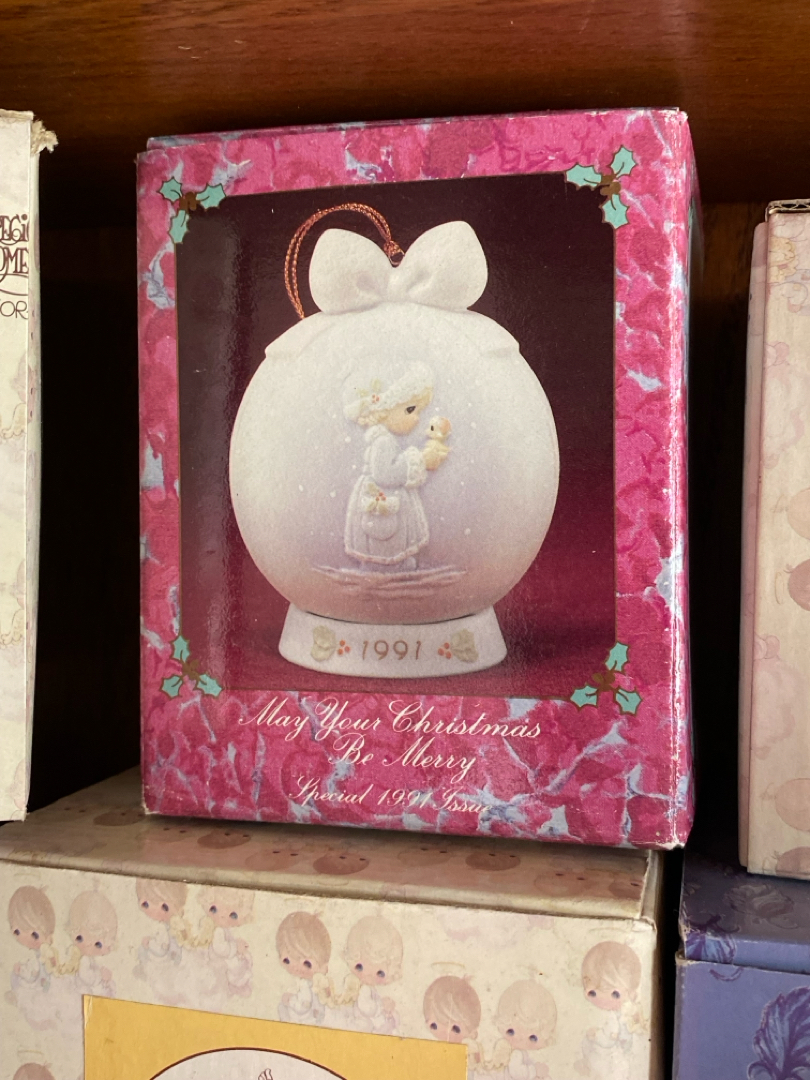 1991
May Your Christmas
Be Merry
Special 1991 Issue